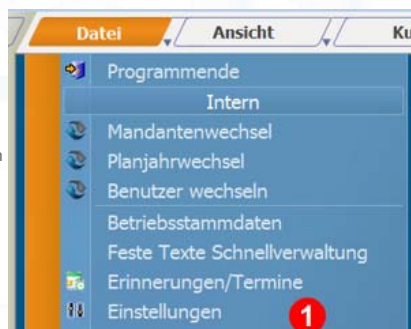 Datei Ansicht Ku
Programmende
Intern
Mandantenwechsel
Planjahrwechsel
Benutzer wechseln
Betriebsstammdaten
Feste Texte Schnellverwaltung
Erinnerungen/Termine
Einstellungen 1